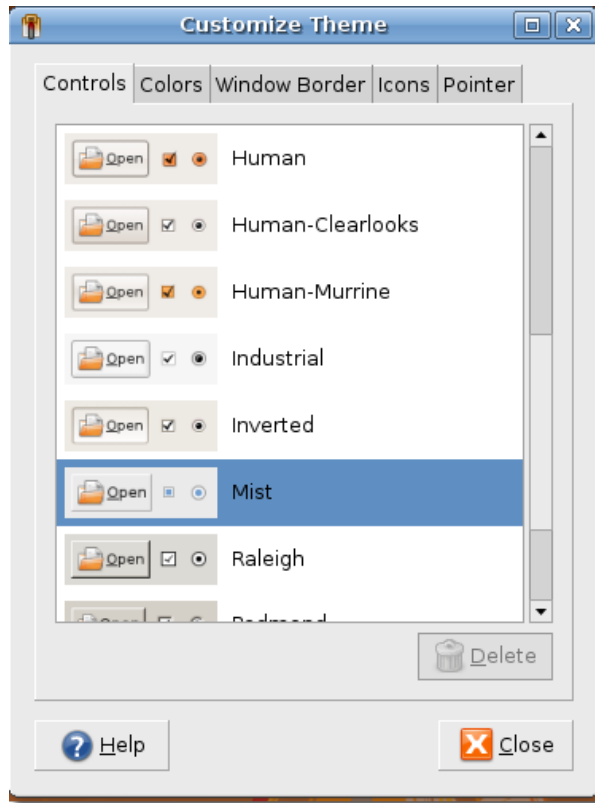 Customize Theme
Controls Colors Window Border Icons Pointer
Open Human
Open Human-Clearlooks
Open Human-Murrine
Open Industrial
Open Inverted
Open Mist
Open Raleigh
Delete
Help Close